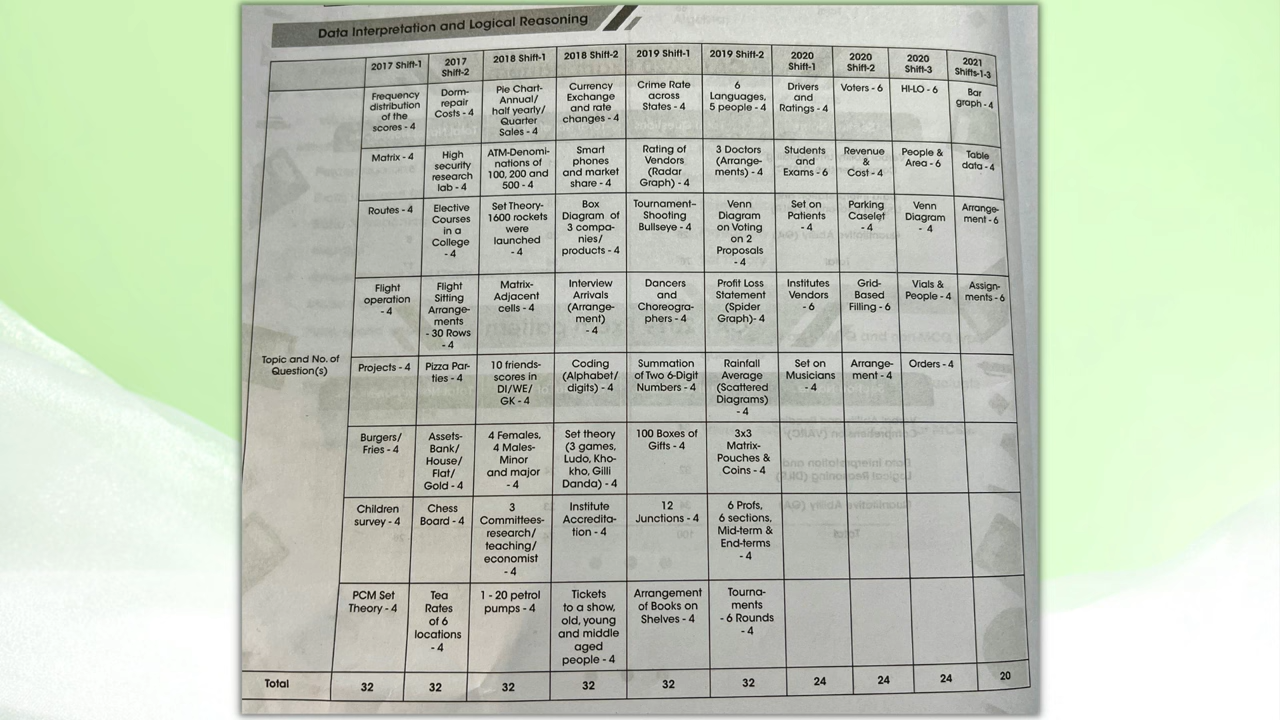 Data Interpretation and Logical Reasoning
2017 Shift-1
2017
Shift-2
2018 Shift-1
2018 Shift-2
2019 Shift-1
2019 Shift-2
2020
Shift-1
2020
Shift-2
2020
Shift-3
2021
Shifts-1-3
Topic and No. of
Question(s)
Frequency
distribution
of the
scores - 4
Dorm-
repair
Costs - 4
Pie Chart-
Annual/
half yearly/
Quarter
Sales - 4
Currency
Exchange
and rate
changes - 4
Crime Rate
across
States - 4
6
Languages,
5 people - 4
Drivers
and
Ratings - 4
Voters - 6
HI-LO - 6
Bar
graph - 4
Matrix - 4
High
security
research
lab - 4
ATM-Denomi-
nations of
100, 200 and
500 - 4
Smart
phones
and market
share - 4
Rating of
Vendors
(Radar
Graph) - 4
3 Doctors
(Arrange-
ments) - 4
Students
and
Exams - 6
Revenue
&
Cost - 4
People &
Area - 6
Table
data - 4
Routes - 4
Elective
Courses
in a
College
- 4
Set Theory-
1600 rockets
were
launched
- 4
Box
Diagram of
3 compa-
nies/
products - 4
Tournament-
Shooting
Bullseye - 4
Venn
Diagram
on Voting
on 2
Proposals
- 4
Set on
Patients
- 4
Parking
Caselet
- 4
Venn
Diagram
- 4
Arrange-
ment - 6
Flight
operation
- 4
Flight
Sitting
Arrange-
ments
- 30 Rows
- 4
Matrix-
Adjacent
cells - 4
Interview
Arrivals
(Arrange-
ment)
- 4
Dancers
and
Choreogra-
phers - 4
Profit Loss
Statement
(Spider
Graph)- 4
Institutes
Vendors
- 6
Grid-
Based
Filling - 6
Vials &
People - 4
Assign-
ments - 6
Projects - 4
Pizza Par-
ties - 4
10 friends-
scores in
DI/WE/
GK - 4
Coding
(Alphabet/
digits) - 4
Summation
of Two 6-Digit
Numbers - 4
Rainfall
Average
(Scattered
Diagrams)
- 4
Set on
Musicians
- 4
Arrange-
ment - 4
Orders - 4
Burgers/
Fries - 4
Assets-
Bank/
House/
Flat/
Gold - 4
4 Females,
4 Males-
Minor
and major
- 4
Set theory
(3 games,
Ludo, Kho-
kho, Gilli
Danda) - 4
100 Boxes of
Gifts - 4
3x3
Matrix-
Pouches &
Coins - 4
Children
survey - 4
Chess
Board - 4
3
Committees-
research/
teaching/
economist
- 4
Institute
Accredita-
tion - 4
12
Junctions - 4
6 Profs,
6 sections,
Mid-term &
End-terms
- 4
PCM Set
Theory - 4
Tea
Rates
of 6
locations
- 4
1 - 20 petrol
pumps - 4
Tickets
to a show,
old, young
and middle
aged
people - 4
Arrangement
of Books on
Shelves - 4
Tourna-
ments
- 6 Rounds
- 4
Total 32 32 32 32 32 32 24 24 24 20